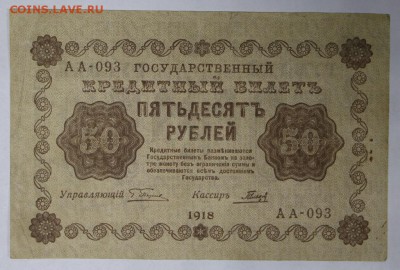 COINS.LAVE.RU
АА-093 ГОСУДАРСТВЕННЫЙ
КРЕДИТНЫЙ БИЛЕТЪ
ПЯТЬДЕСЯТЪ
РУБЛЕЙ
50
50
Кредитные билеты размѣниваются
Государственнымъ Банкомъ на золо-
тую монету безъ ограниченія суммы и
обезпечиваются всѣмъ достояніемъ
Государства.
Управляющій
Кассиръ
1918
АА-093